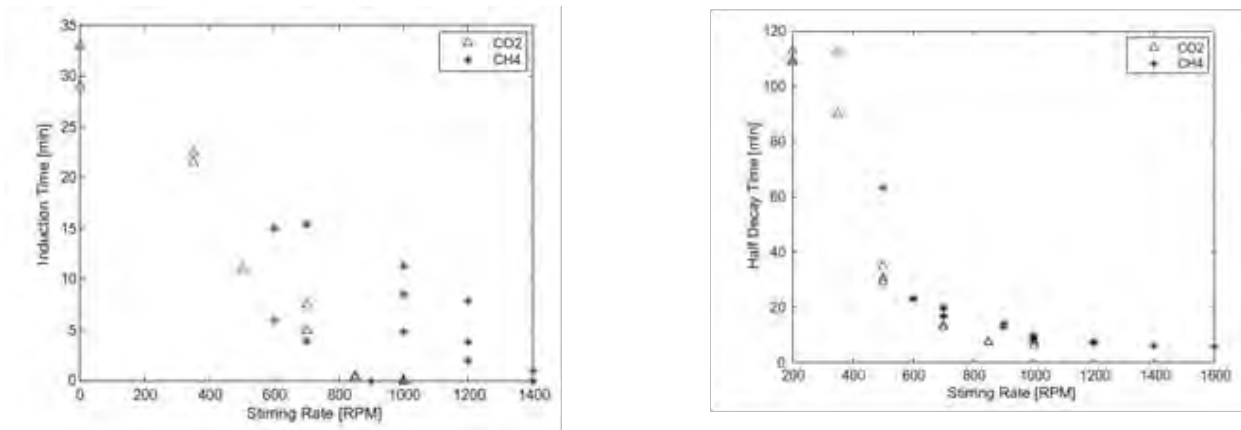 35
30
25
20
15
10
5
0
Induction Time [min]
0 200 400 600 800 1000 1200 1400
Stirring Rate [RPM]
CO2
CH4
120
100
80
60
40
20
0
Half Decay Time [min]
200 400 600 800 1000 1200 1400 1600
Stirring Rate [RPM]
CO2
CH4